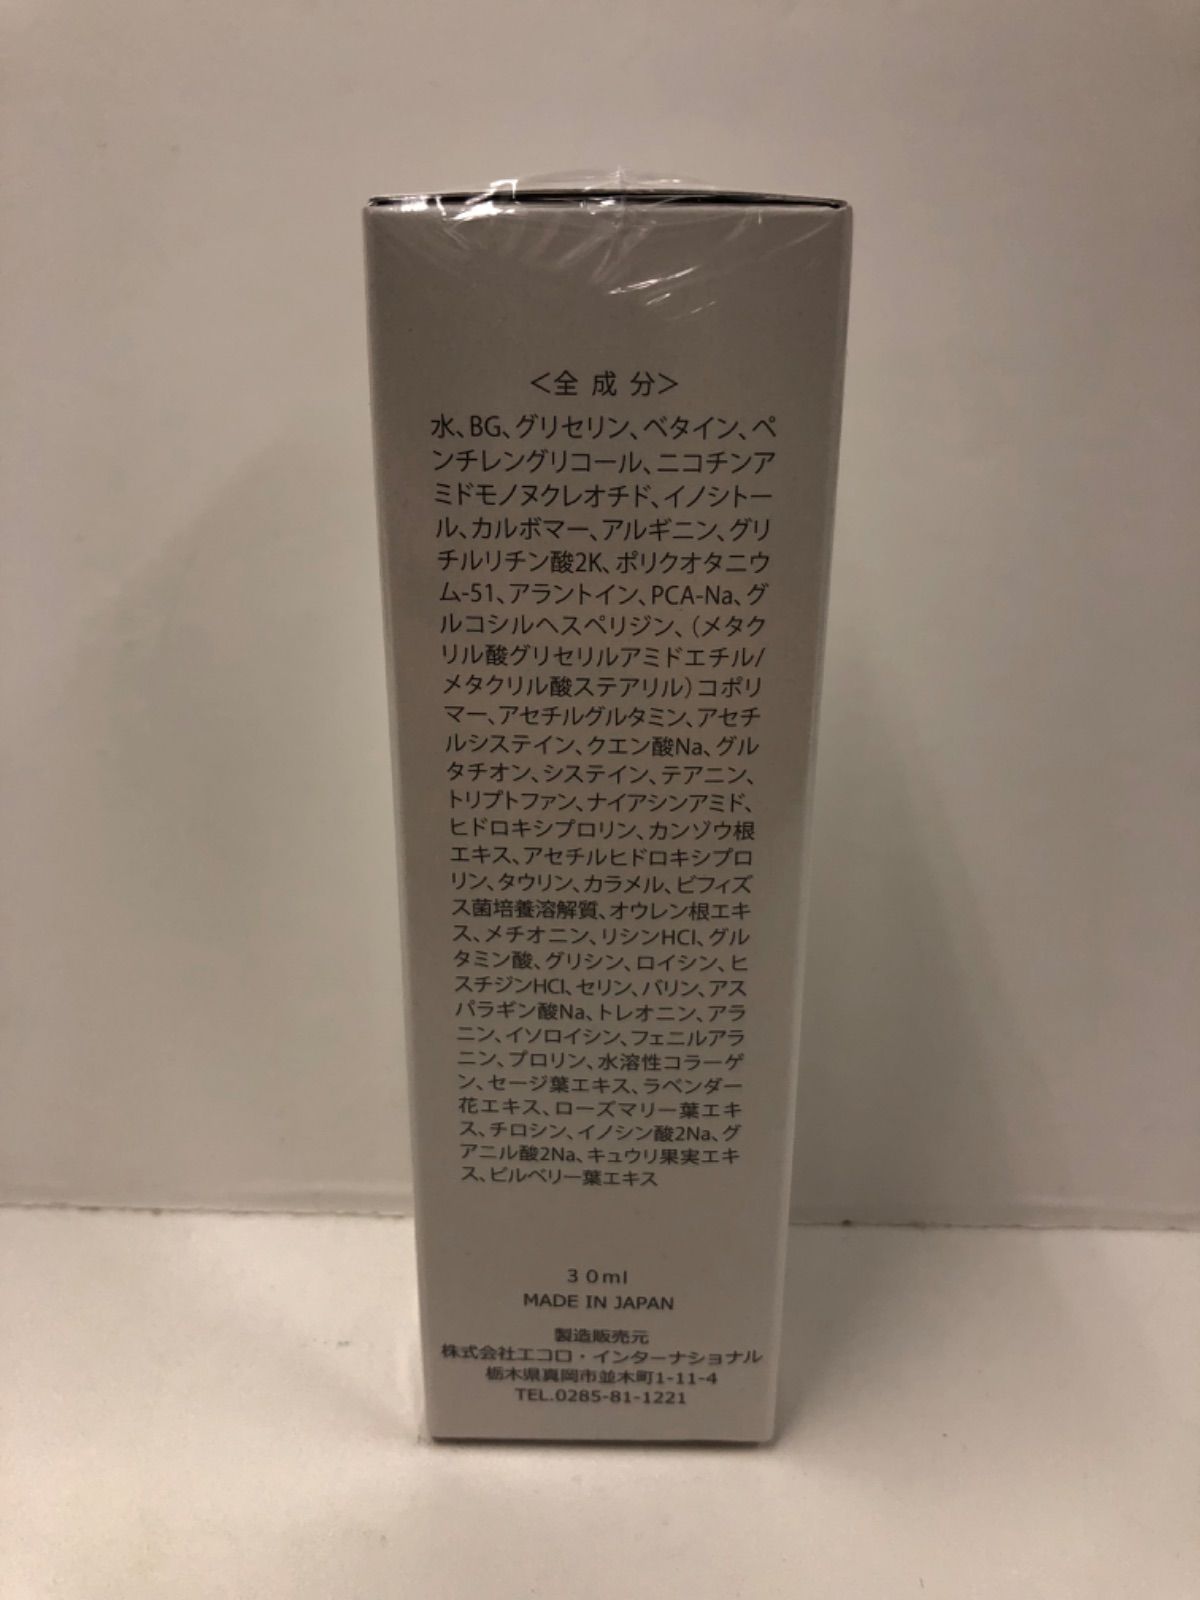 ＜全 成 分＞
水、BG、グリセリン、ベタイン、ペ
ンチレングリコール、ニコチンア
ミドモノヌクレオチド、イノシトー
ル、カルボマー、アルギニン、グリ
チルリチン酸2K、ポリクオタニウ
ム-51、アラントイン、PCA-Na、グ
ルコシルヘスペリジン、（メタク
リル酸グリセリルアミドエチル/
メタクリル酸ステアリル）コポリ
マー、アセチルグルタミン、アセチ
ルシステイン、クエン酸Na、グル
タチオン、システイン、テアニン、
トリプトファン、ナイアシンアミド、
ヒドロキシプロリン、カンゾウ根
エキス、アセチルヒドロキシプロ
リン、タウリン、カラメル、ビフィズ
ス菌培養溶解質、オウレン根エキ
ス、メチオニン、リシンHCl、グル
タミン酸、グリシン、ロイシン、ヒ
スチジンHCl、セリン、バリン、アス
パラギン酸Na、トレオニン、アラ
ニン、イソロイシン、フェニルアラ
ニン、プロリン、水溶性コラーゲ
ン、セージ葉エキス、ラベンダー
花エキス、ローズマリー葉エキ
ス、チロシン、イノシン酸2Na、グ
アニル酸2Na、キュウリ果実エキ
ス、ビルベリー葉エキス
３０ml
MADE IN JAPAN
製造販売元
株式会社エコロ・インターナショナル
栃木県真岡市並木町1-11-4
TEL.0285-81-1221